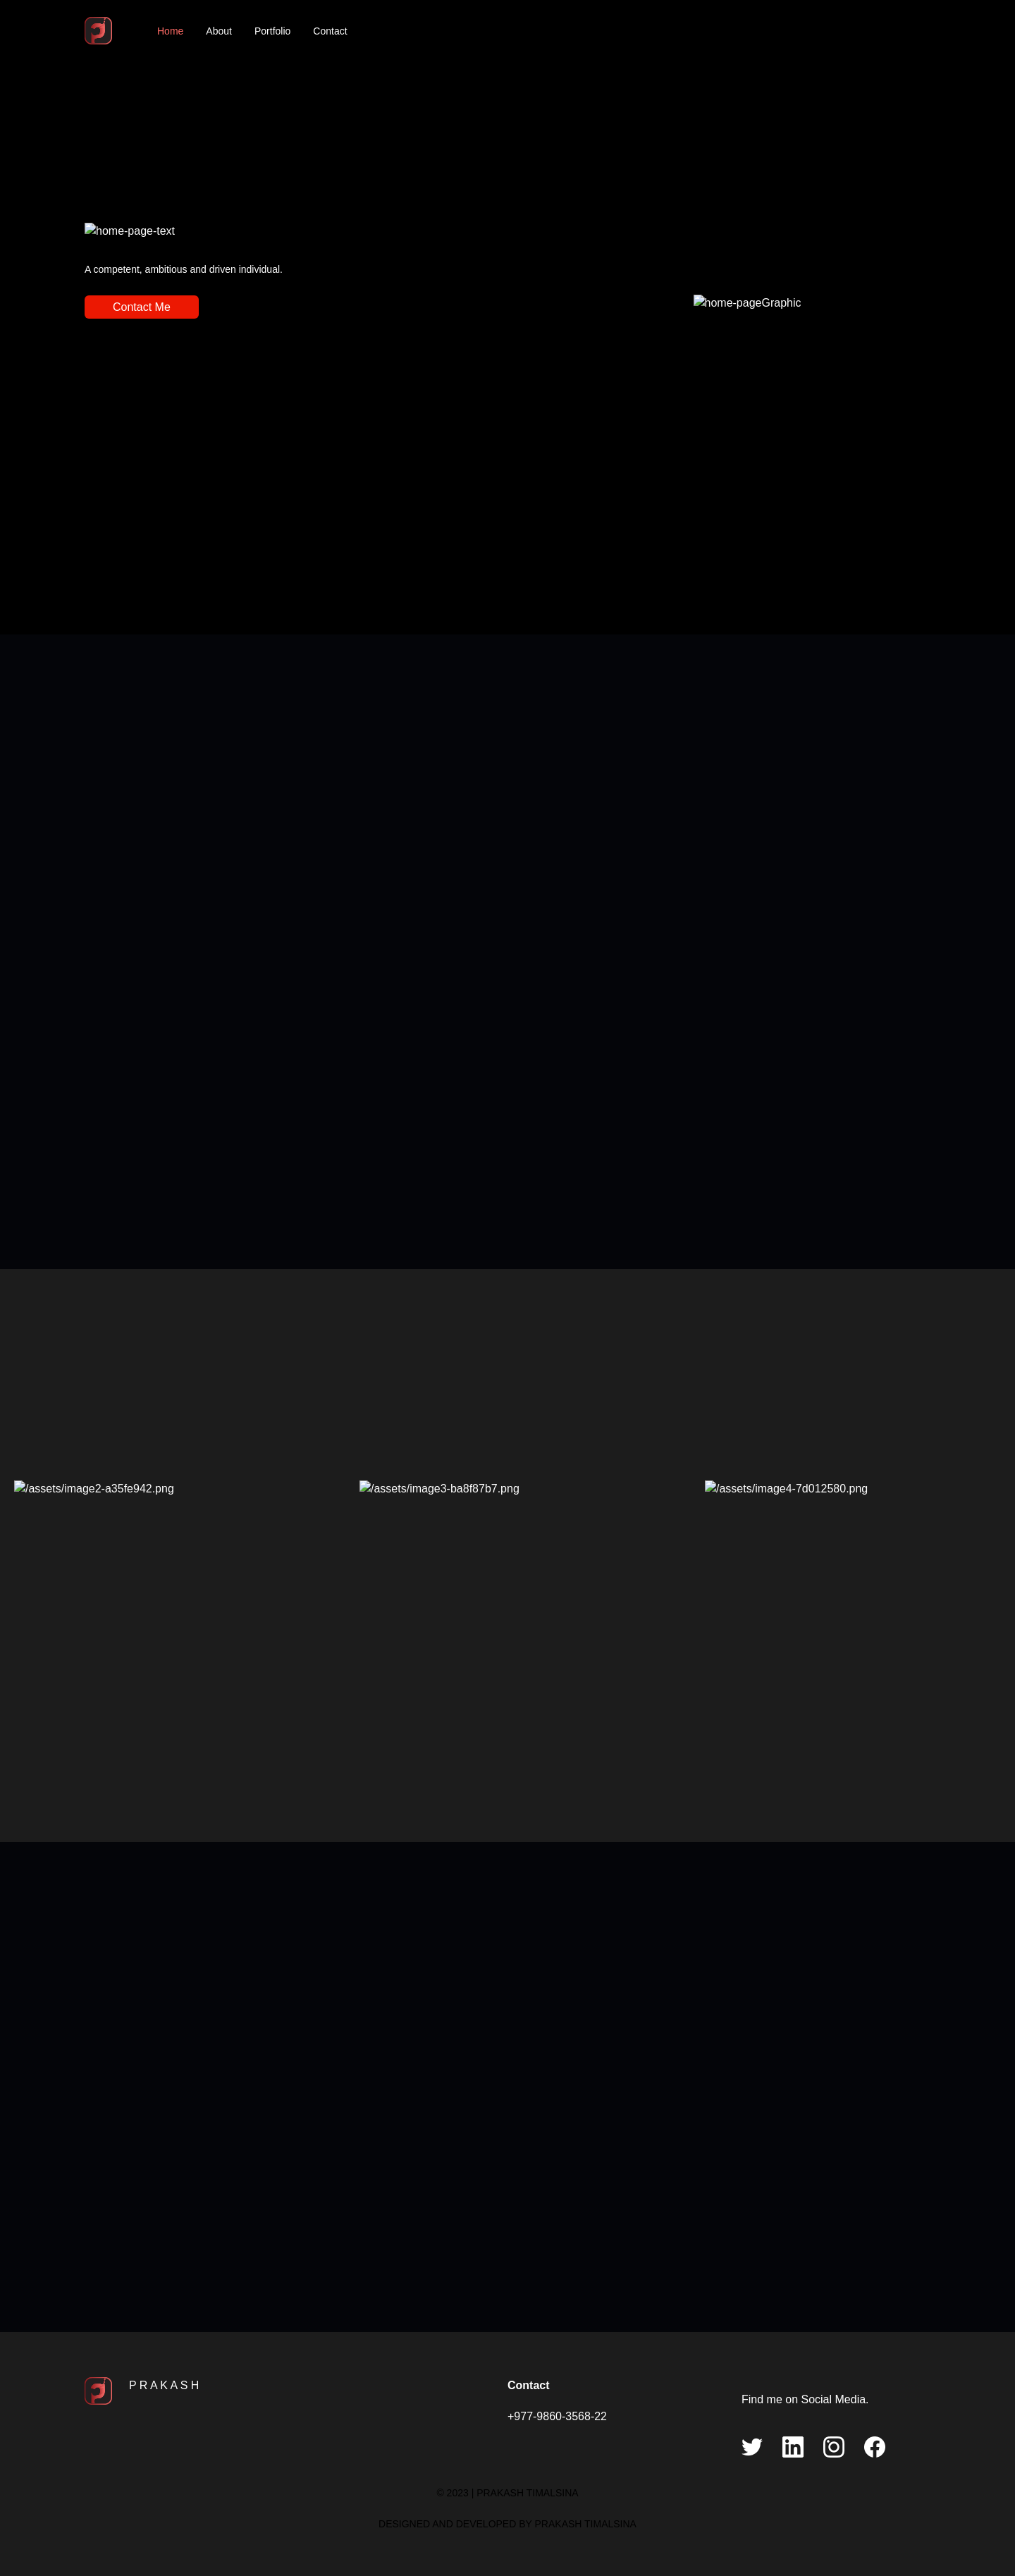 Home About Portfolio Contact
home-page-text
A competent, ambitious and driven individual.
Contact Me
home-pageGraphic
/assets/image2-a35fe942.png
/assets/image3-ba8f87b7.png
/assets/image4-7d012580.png
PRAKASH
Contact
+977-9860-3568-22
Find me on Social Media.
© 2023 | PRAKASH TIMALSINA
DESIGNED AND DEVELOPED BY PRAKASH TIMALSINA